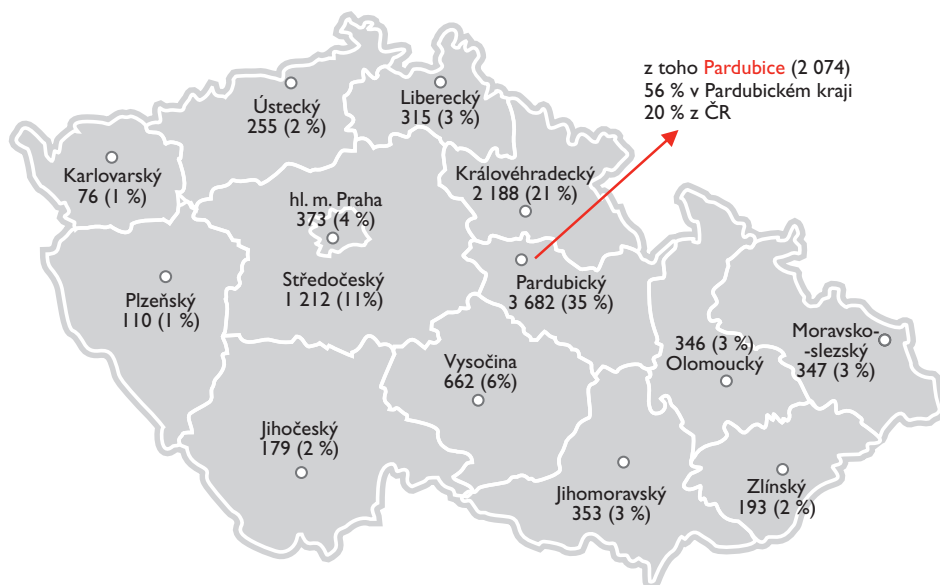 z toho Pardubice (2 074)
56 % v Pardubickém kraji
20 % z ČR
Ústecký
255 (2 %)
Liberecký
315 (3 %)
Karlovarský
76 (1 %)
Královéhradecký
2 188 (21 %)
hl. m. Praha
373 (4 %)
Středočeský
1 212 (11%)
Pardubický
3 682 (35 %)
Plzeňský
110 (1 %)
Vysočina
662 (6%)
346 (3 %)
Olomoucký
Moravsko-
-slezský
347 (3 %)
Jihočeský
179 (2 %)
Jihomoravský
353 (3 %)
Zlínský
193 (2 %)